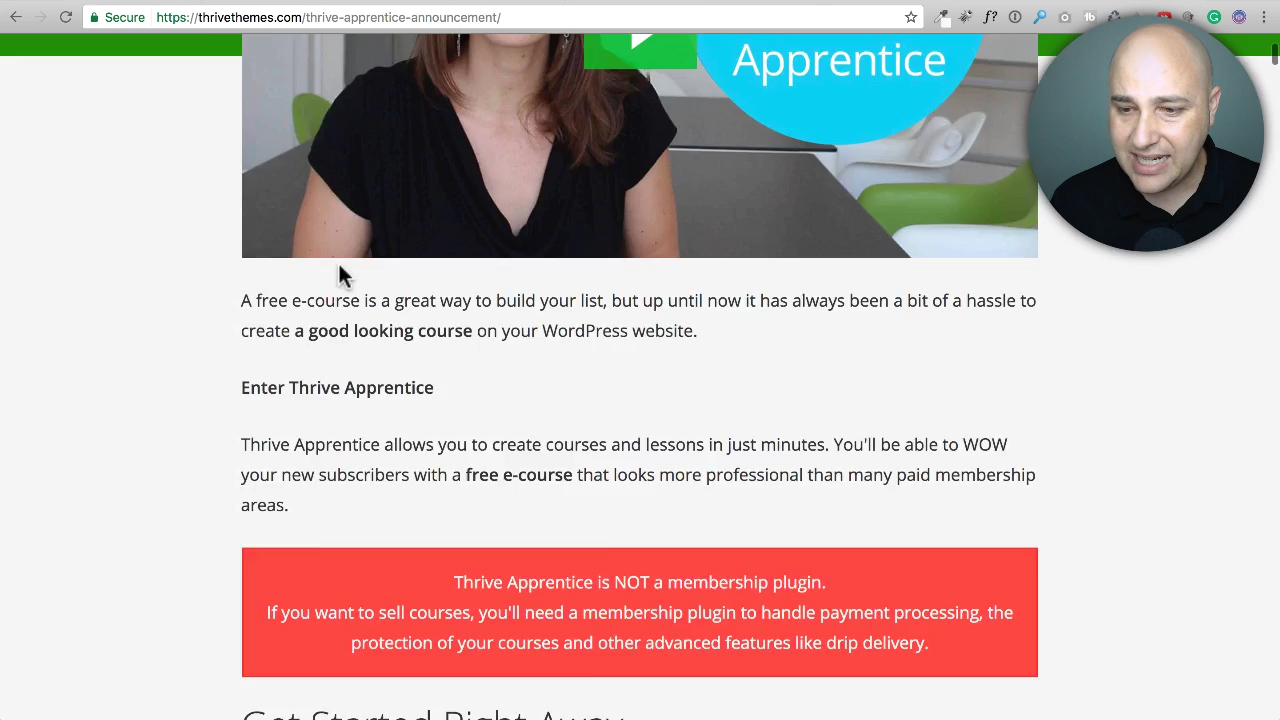 Secure
https://thrivethemes.com/thrive-apprentice-announcement/
f?
1b
Apprentice
A free e-course is a great way to build your list, but up until now it has always been a bit of a hassle to
create a good looking course on your WordPress website.
Enter Thrive Apprentice
Thrive Apprentice allows you to create courses and lessons in just minutes. You'll be able to WOW
your new subscribers with a free e-course that looks more professional than many paid membership
areas.
Thrive Apprentice is NOT a membership plugin.
If you want to sell courses, you'll need a membership plugin to handle payment processing, the
protection of your courses and other advanced features like drip delivery.
Get Started Right Away